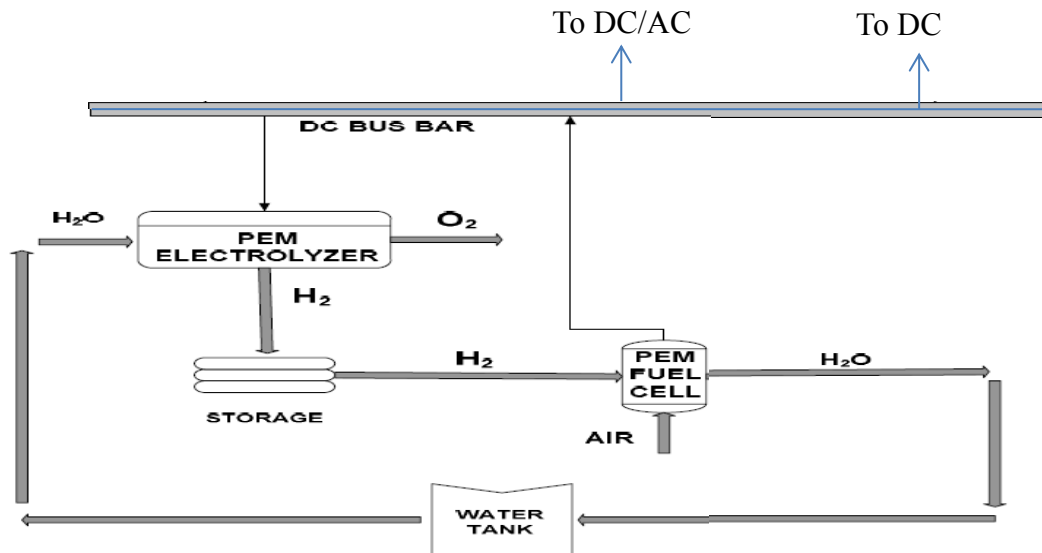 To DC/AC
To DC
DC BUS BAR
H₂O
PEM
ELECTROLYZER
O₂
H₂
STORAGE
H₂
PEM
FUEL
CELL
H₂O
AIR
WATER
TANK